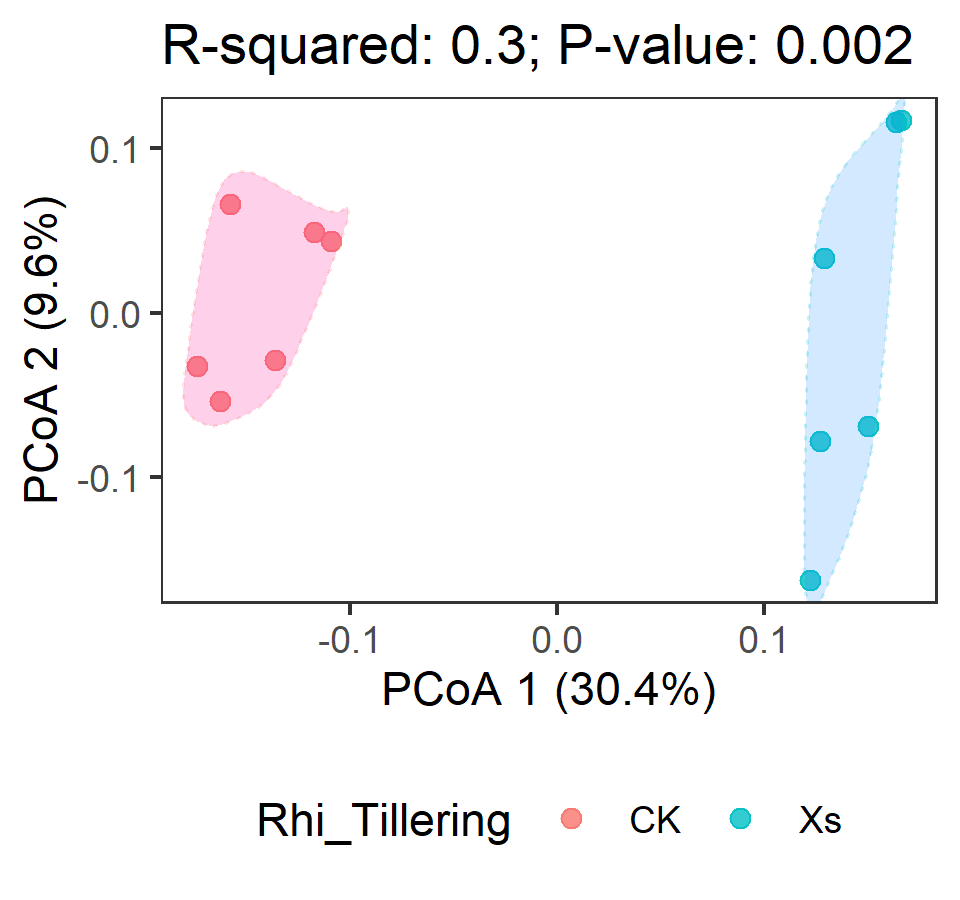 R-squared: 0.3; P-value: 0.002
0.1
0.0
-0.1
PCoA 2 (9.6%)
-0.1 0.0 0.1
PCoA 1 (30.4%)
Rhi_Tillering CK Xs